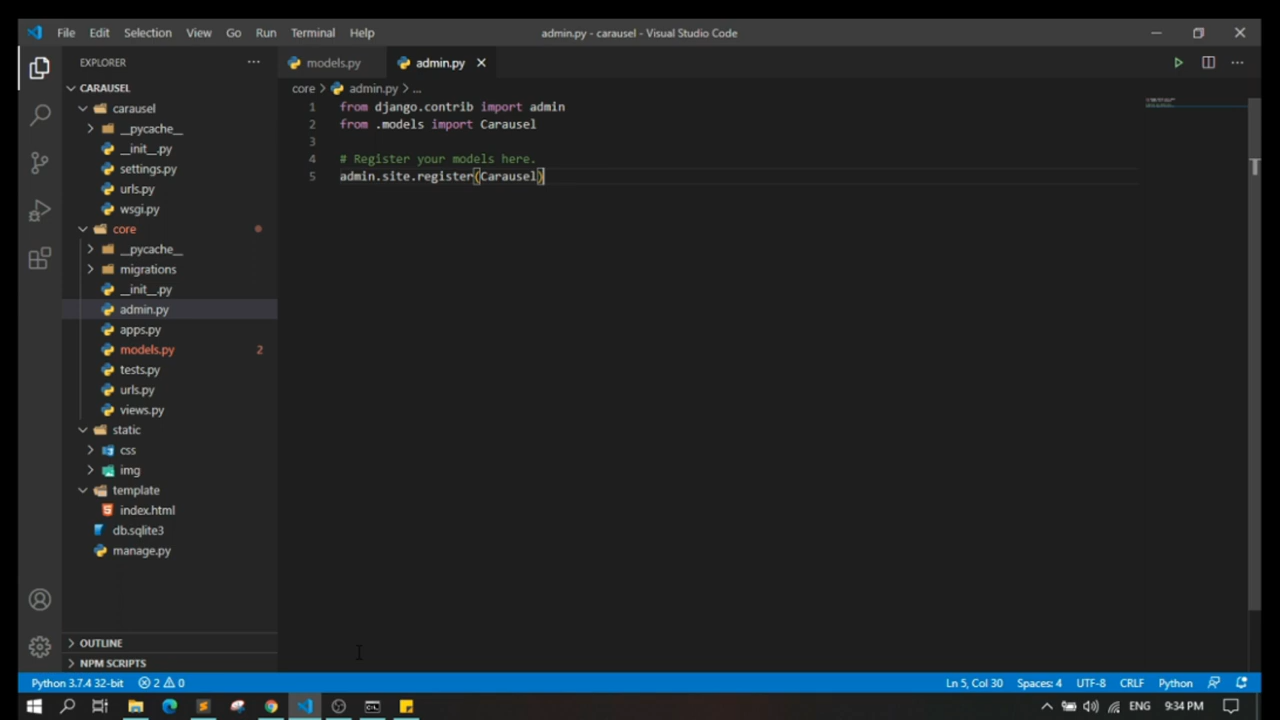 File Edit Selection View Go Run Terminal Help
admin.py - carausel - Visual Studio Code
EXPLORER
models.py
admin.py
CARAUSEL
core > admin.py > ...
carausel
__pycache__
__init__.py
settings.py
urls.py
wsgi.py
core
__pycache__
migrations
__init__.py
admin.py
apps.py
models.py 2
tests.py
urls.py
views.py
static
css
img
template
index.html
db.sqlite3
manage.py
OUTLINE
NPM SCRIPTS
1 from django.contrib import admin
2 from .models import Carausel
3
4 # Register your models here.
5 admin.site.register(Carausel)
Python 3.7.4 32-bit 2 0
Ln 5, Col 30 Spaces: 4 UTF-8 CRLF Python
ENG 9:34 PM